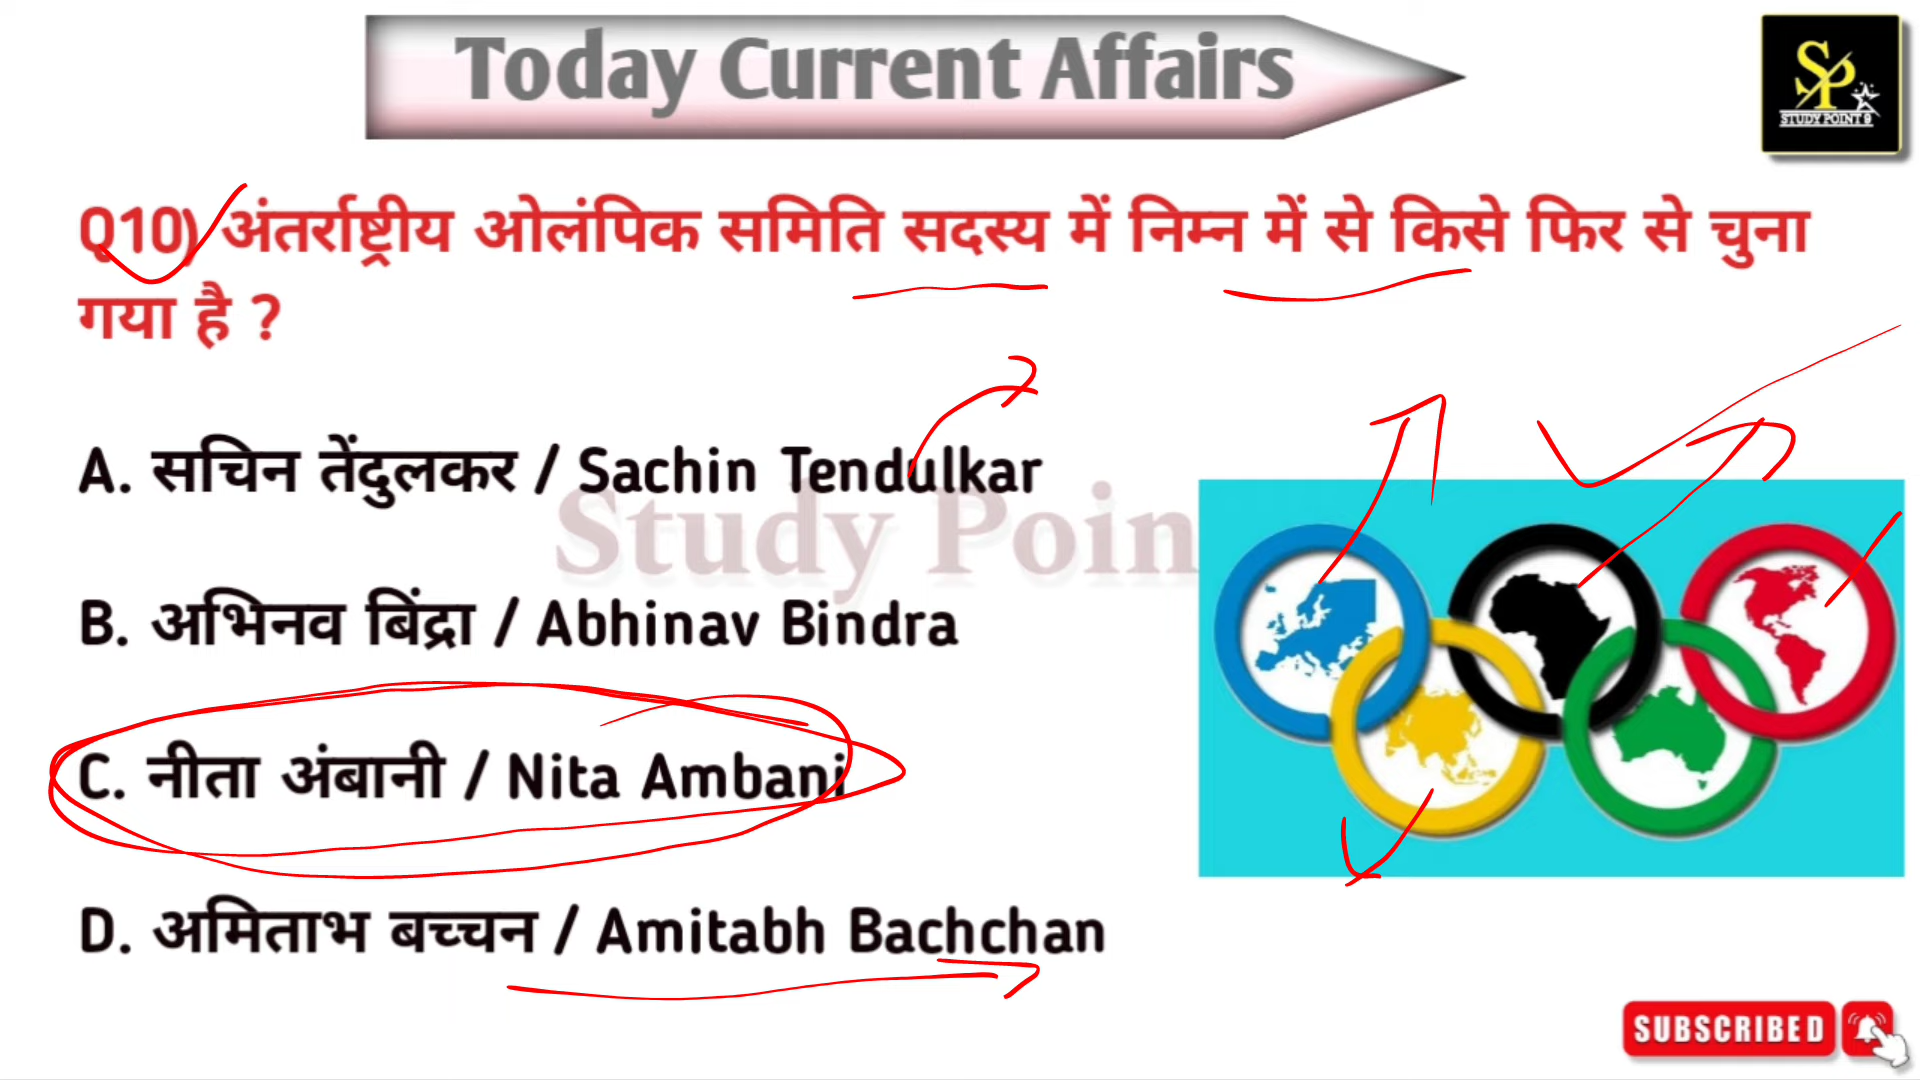 Today Current Affairs
SP
STUDY POINT 9
Q10) अंतर्राष्ट्रीय ओलंपिक समिति सदस्य में निम्न में से किसे फिर से चुना
गया है ?
A. सचिन तेंदुलकर / Sachin Tendulkar
Study Poin
B. अभिनव बिंद्रा / Abhinav Bindra
C. नीता अंबानी / Nita Ambani
D. अमिताभ बच्चन / Amitabh Bachchan
SUBSCRIBED